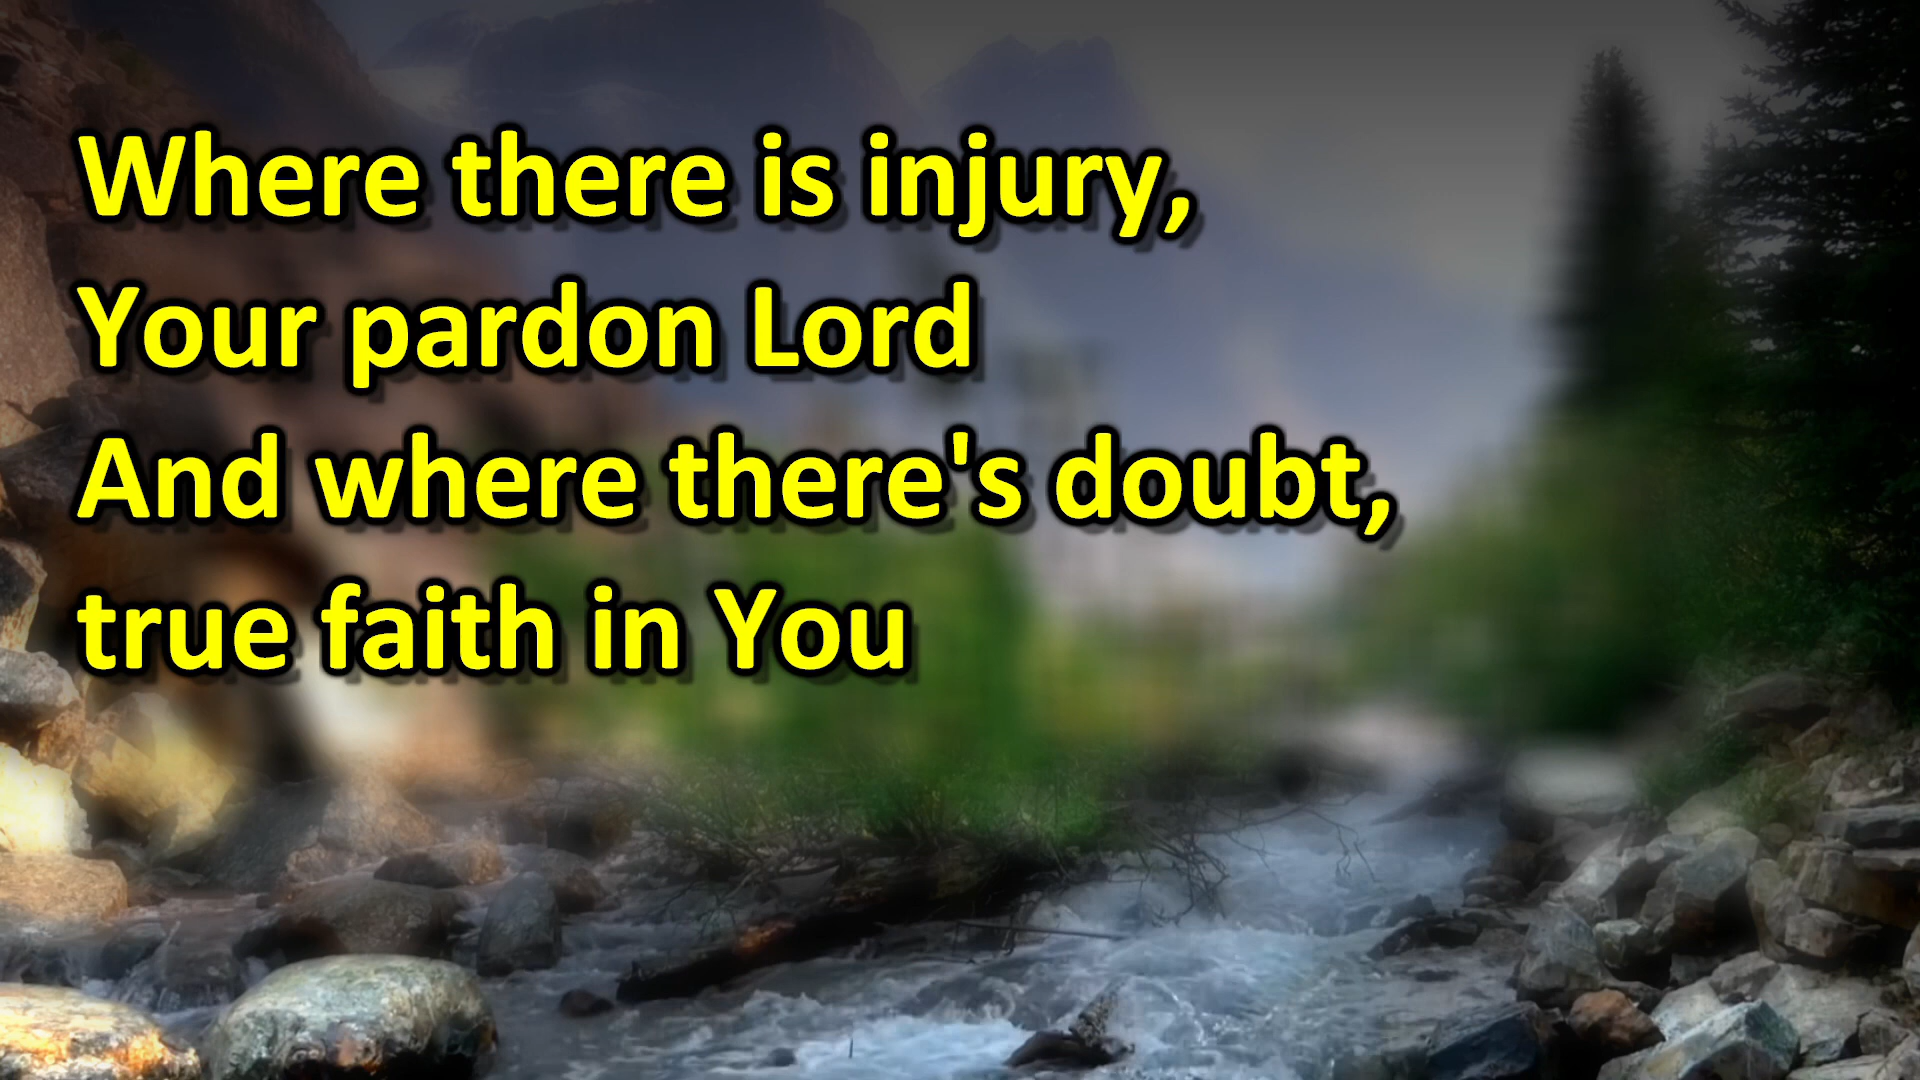 Where there is injury,
Your pardon Lord
And where there's doubt,
true faith in You